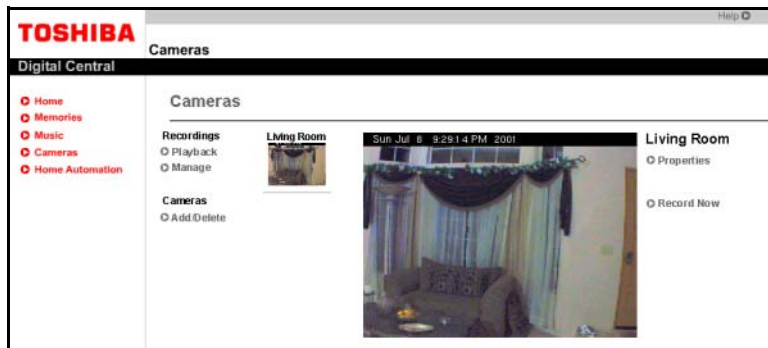 Help
TOSHIBA
Cameras
Digital Central
Home
Memories
Music
Cameras
Home Automation
Cameras
Recordings
Playback
Manage
Cameras
Add/Delete
Living Room
Sun Jul 8 9:29:14 PM 2001
Living Room
Properties
Record Now